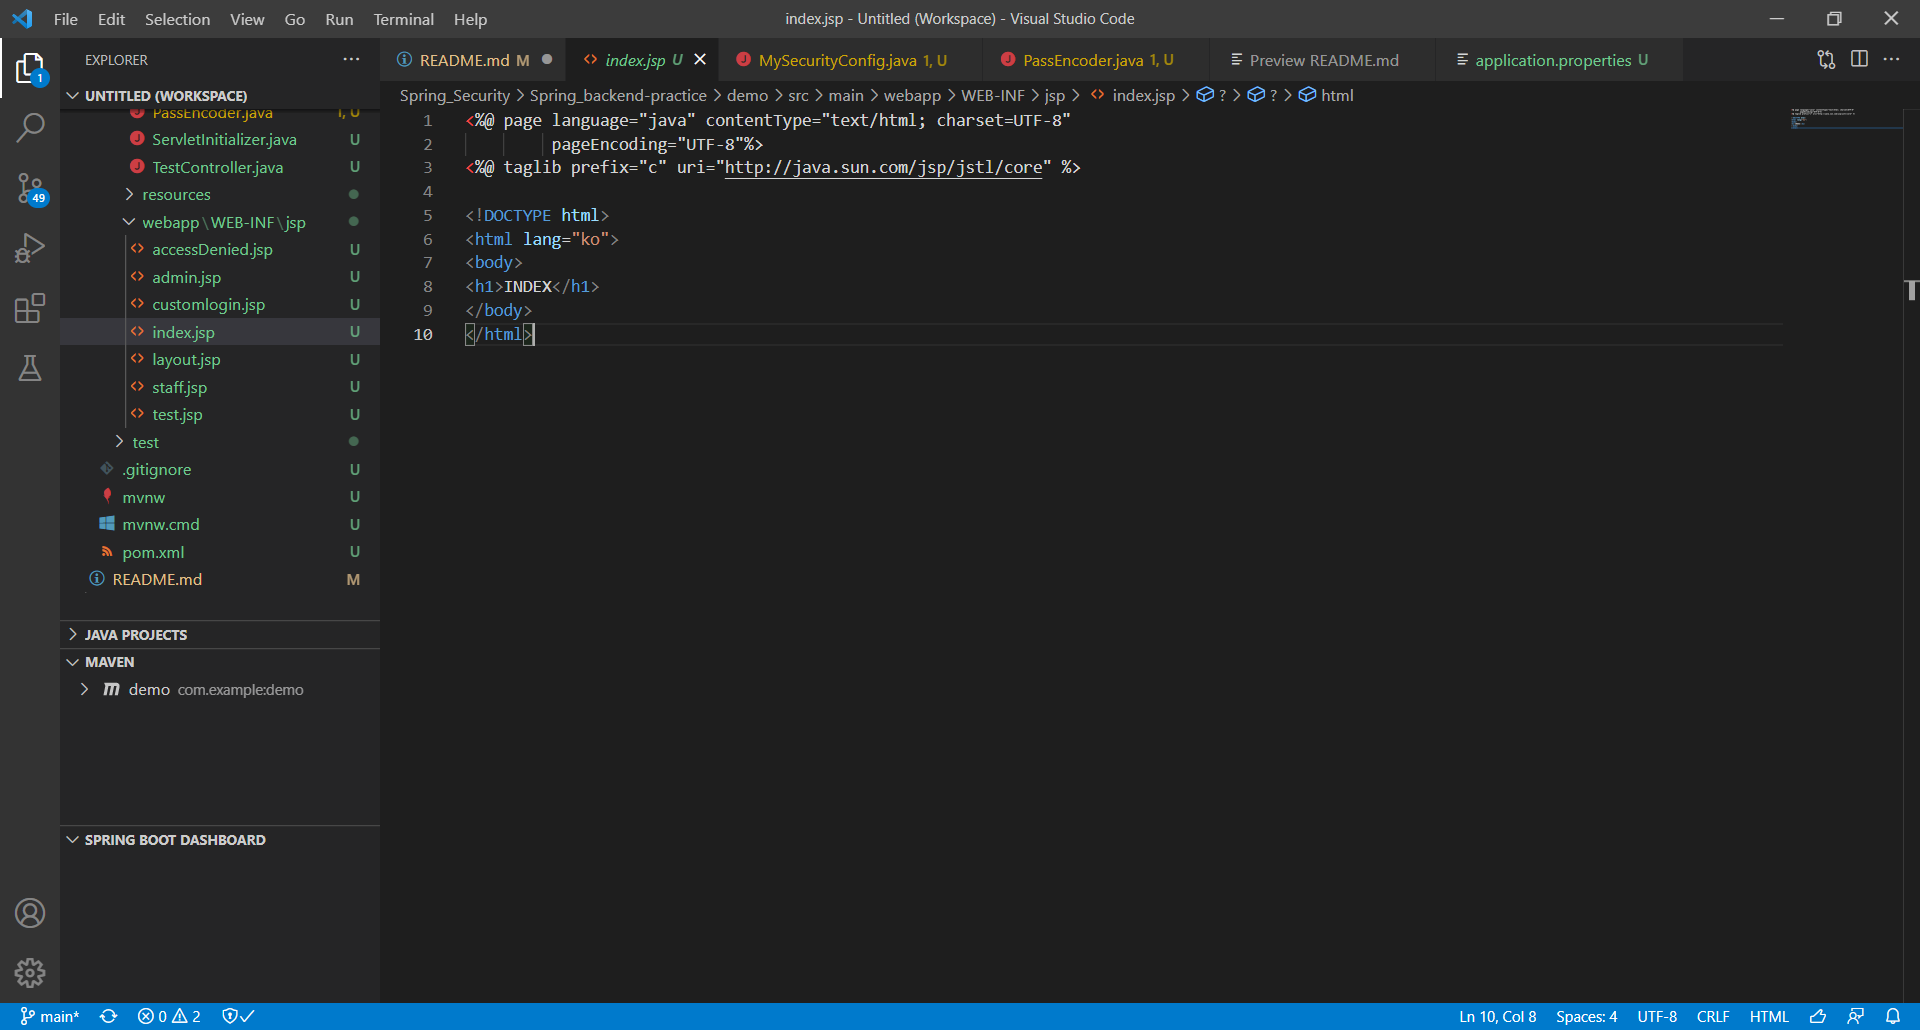 File Edit Selection View Go Run Terminal Help
index.jsp - Untitled (Workspace) - Visual Studio Code
EXPLORER
README.md M
index.jsp U
MySecurityConfig.java 1, U
PassEncoder.java 1, U
Preview README.md
application.properties U
Spring_Security > Spring_backend-practice > demo > src > main > webapp > WEB-INF > jsp > index.jsp > ? > ? > html
1
UNTITLED (WORKSPACE)
PassEncoder.java 1, U
ServletInitializer.java U
TestController.java U
resources
49
webapp\WEB-INF\jsp
accessDenied.jsp U
admin.jsp U
customlogin.jsp U
index.jsp U
layout.jsp U
staff.jsp U
test.jsp U
test
.gitignore U
mvnw U
mvnw.cmd U
pom.xml U
README.md M
JAVA PROJECTS
MAVEN
demo com.example:demo
SPRING BOOT DASHBOARD
1 <%@ page language="java" contentType="text/html; charset=UTF-8"
2 pageEncoding="UTF-8"%>
3 <%@ taglib prefix="c" uri="http://java.sun.com/jsp/jstl/core" %>
4
5 <!DOCTYPE html>
6 <html lang="ko">
7 <body>
8 <h1>INDEX</h1>
9 </body>
10 </html>
main* 0 2
Ln 10, Col 8 Spaces: 4 UTF-8 CRLF HTML